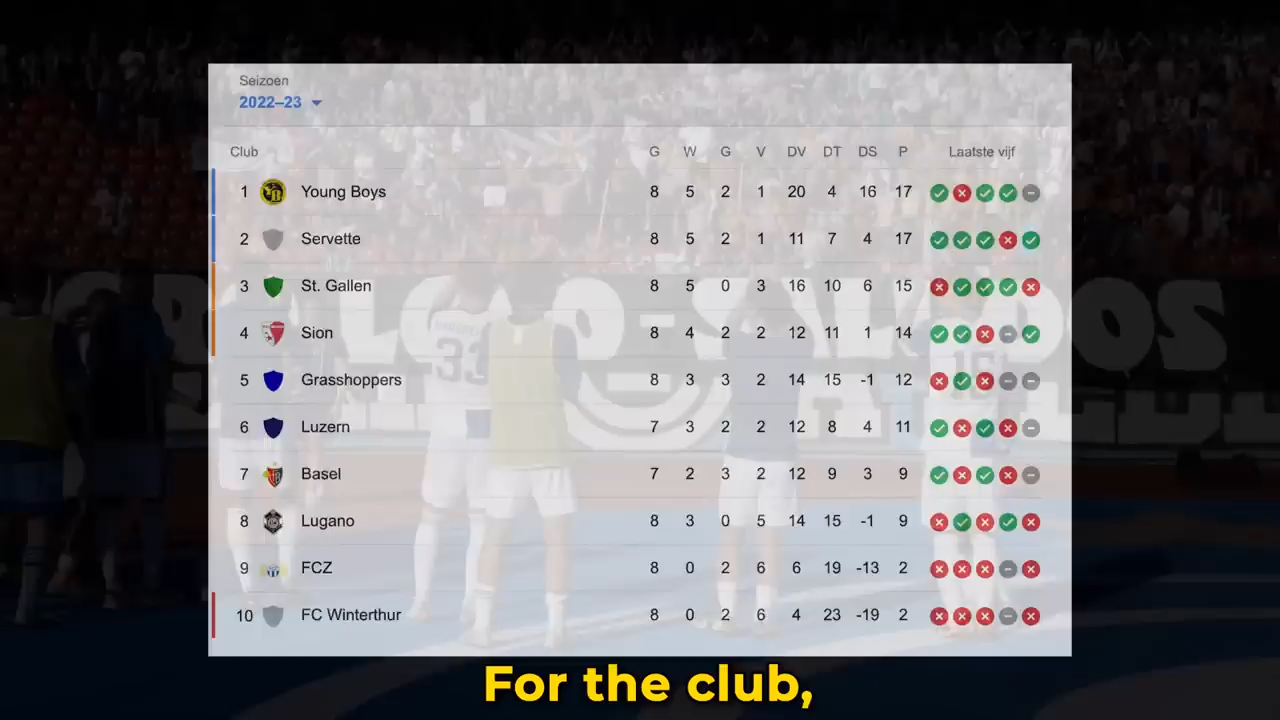 Seizoen
2022–23
Club G W G V DV DT DS P Laatste vijf
1 Young Boys 8 5 2 1 20 4 16 17
2 Servette 8 5 2 1 11 7 4 17
3 St. Gallen 8 5 0 3 16 10 6 15
4 Sion 8 4 2 2 12 11 1 14
5 Grasshoppers 8 3 3 2 14 15 -1 12
6 Luzern 7 3 2 2 12 8 4 11
7 Basel 7 2 3 2 12 9 3 9
8 Lugano 8 3 0 5 14 15 -1 9
9 FCZ 8 0 2 6 6 19 -13 2
10 FC Winterthur 8 0 2 6 4 23 -19 2
33
For the club,